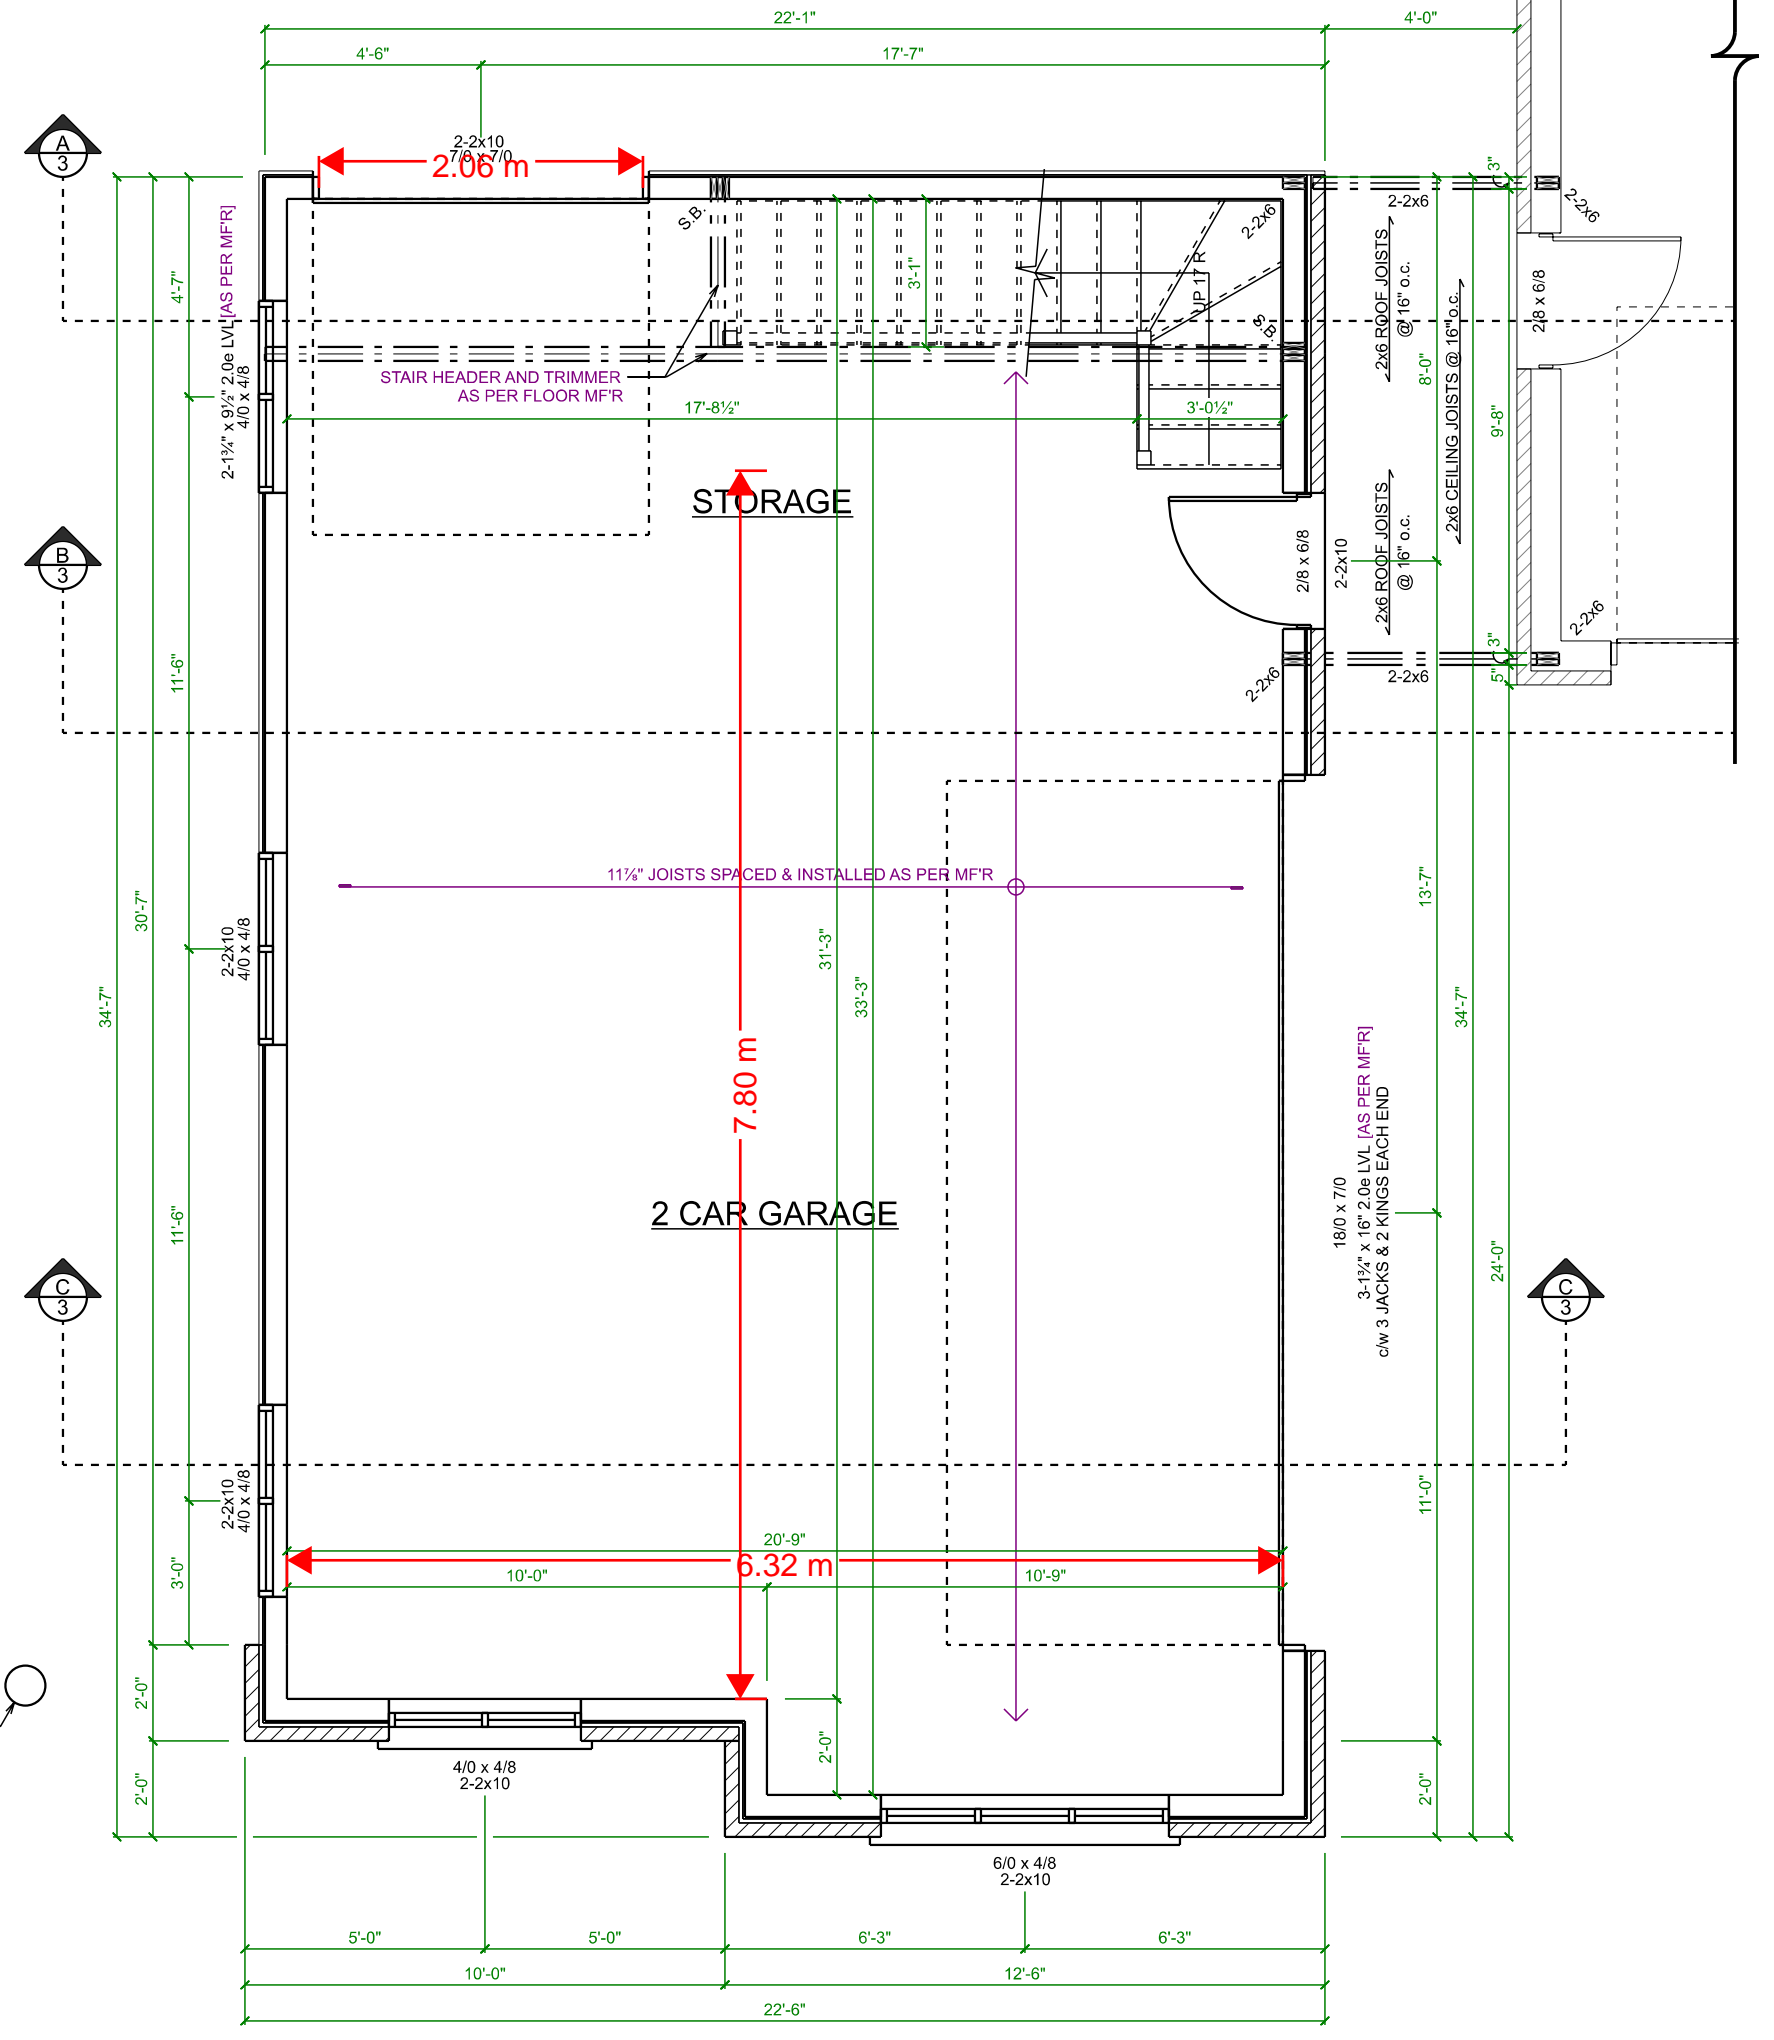 22'-1"
4'-0"
4'-6"
17'-7"
A
3
2-2x10
7/0 x 7/0
2.06 m
3"
2-2x6
2-2x6
2-2x6
S.B.
UP 17 R
S.B.
3'-1"
4'-7"
2-1¾" x 9½" 2.0e LVL [AS PER MF'R]
4/0 x 4/8
STAIR HEADER AND TRIMMER
AS PER FLOOR MF'R
17'-8½"
3'-0½"
2x6 ROOF JOISTS
@ 16" o.c.
8'-0"
2x6 CEILING JOISTS @ 16" o.c.
9'-8"
2/8 x 6/8
STORAGE
B
3
2/8 x 6/8
2-2x10
2x6 ROOF JOISTS
@ 16" o.c.
2-2x6
3"
5"
2-2x6
2-2x6
11'-6"
11⅞" JOISTS SPACED & INSTALLED AS PER MF'R
30'-7"
34'-7"
2-2x10
4/0 x 4/8
31'-3"
33'-3"
7.80 m
13'-7"
34'-7"
24'-0"
2 CAR GARAGE
11'-6"
18/0 x 7/0
3-1¾" x 16" 2.0e LVL [AS PER MF'R]
c/w 3 JACKS & 2 KINGS EACH END
C
3
C
3
2-2x10
4/0 x 4/8
11'-0"
3'-0"
20'-9"
6.32 m
10'-0"
10'-9"
2'-0"
2'-0"
2'-0"
2'-0"
4/0 x 4/8
2-2x10
6/0 x 4/8
2-2x10
5'-0"
5'-0"
6'-3"
6'-3"
10'-0"
12'-6"
22'-6"